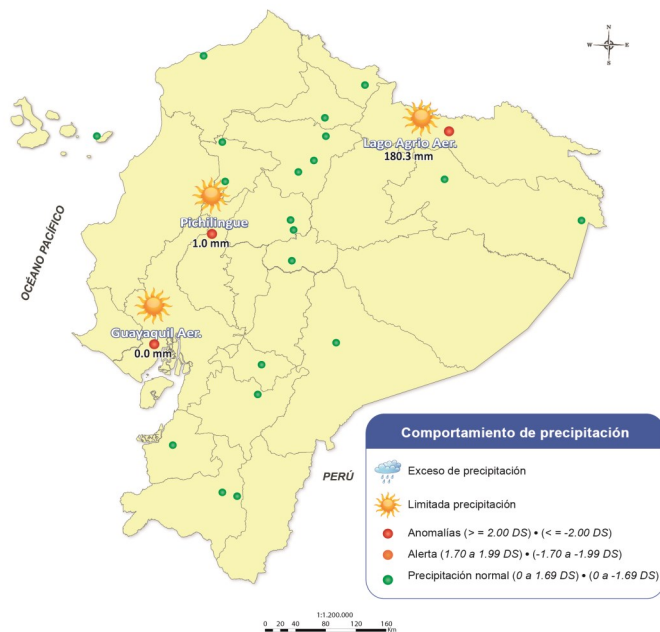 N
W E
S
Lago Agrio Aer.
180.3 mm
Pichilingue
1.0 mm
OCÉANO PACÍFICO
Guayaquil Aer.
0.0 mm
PERÚ
Comportamiento de precipitación
Exceso de precipitación
Limitada precipitación
Anomalías (> = 2.00 DS) • (< = -2.00 DS)
Alerta (1.70 a 1.99 DS) • (-1.70 a -1.99 DS)
Precipitación normal (0 a 1.69 DS) • (0 a -1.69 DS)
1:1.200.000
0 20 40 80 120 160
Km